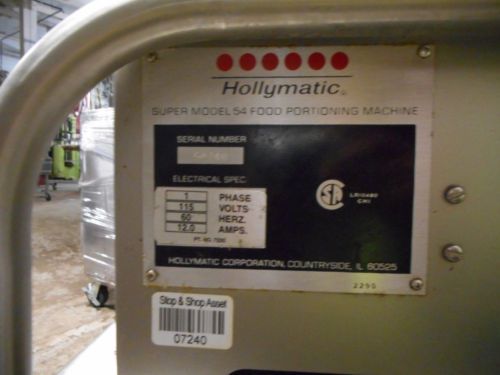 Hollymatic
SUPER MODEL 54 FOOD PORTIONING MACHINE
SERIAL NUMBER
ELECTRICAL SPEC.
1 PHASE
115 VOLTS
60 HERZ.
12.0 AMPS.
LR10480
HOLLYMATIC CORPORATION, COUNTRYSIDE, IL 60525
2290
Stop & Shop Asset
07240